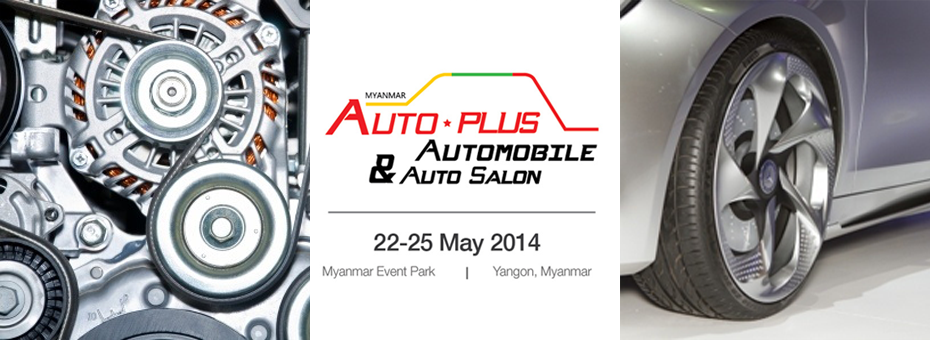 MYANMAR
AUTO★PLUS
& AUTOMOBILE
AUTO SALON
22-25 May 2014
Myanmar Event Park | Yangon, Myanmar